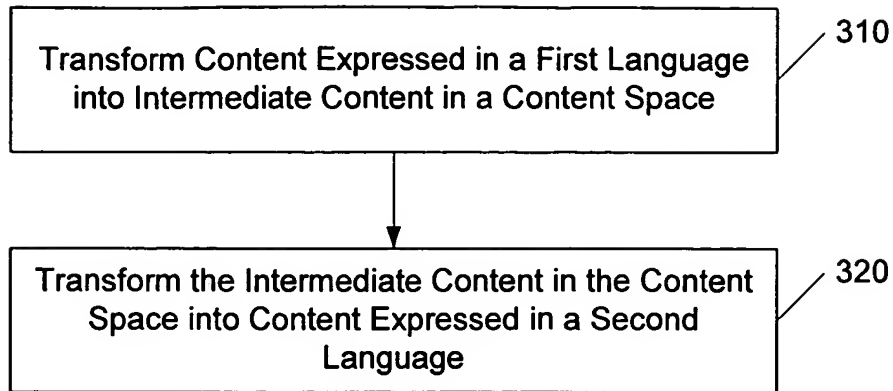 Transform Content Expressed in a First Language
into Intermediate Content in a Content Space
310
Transform the Intermediate Content in the Content
Space into Content Expressed in a Second
Language
320